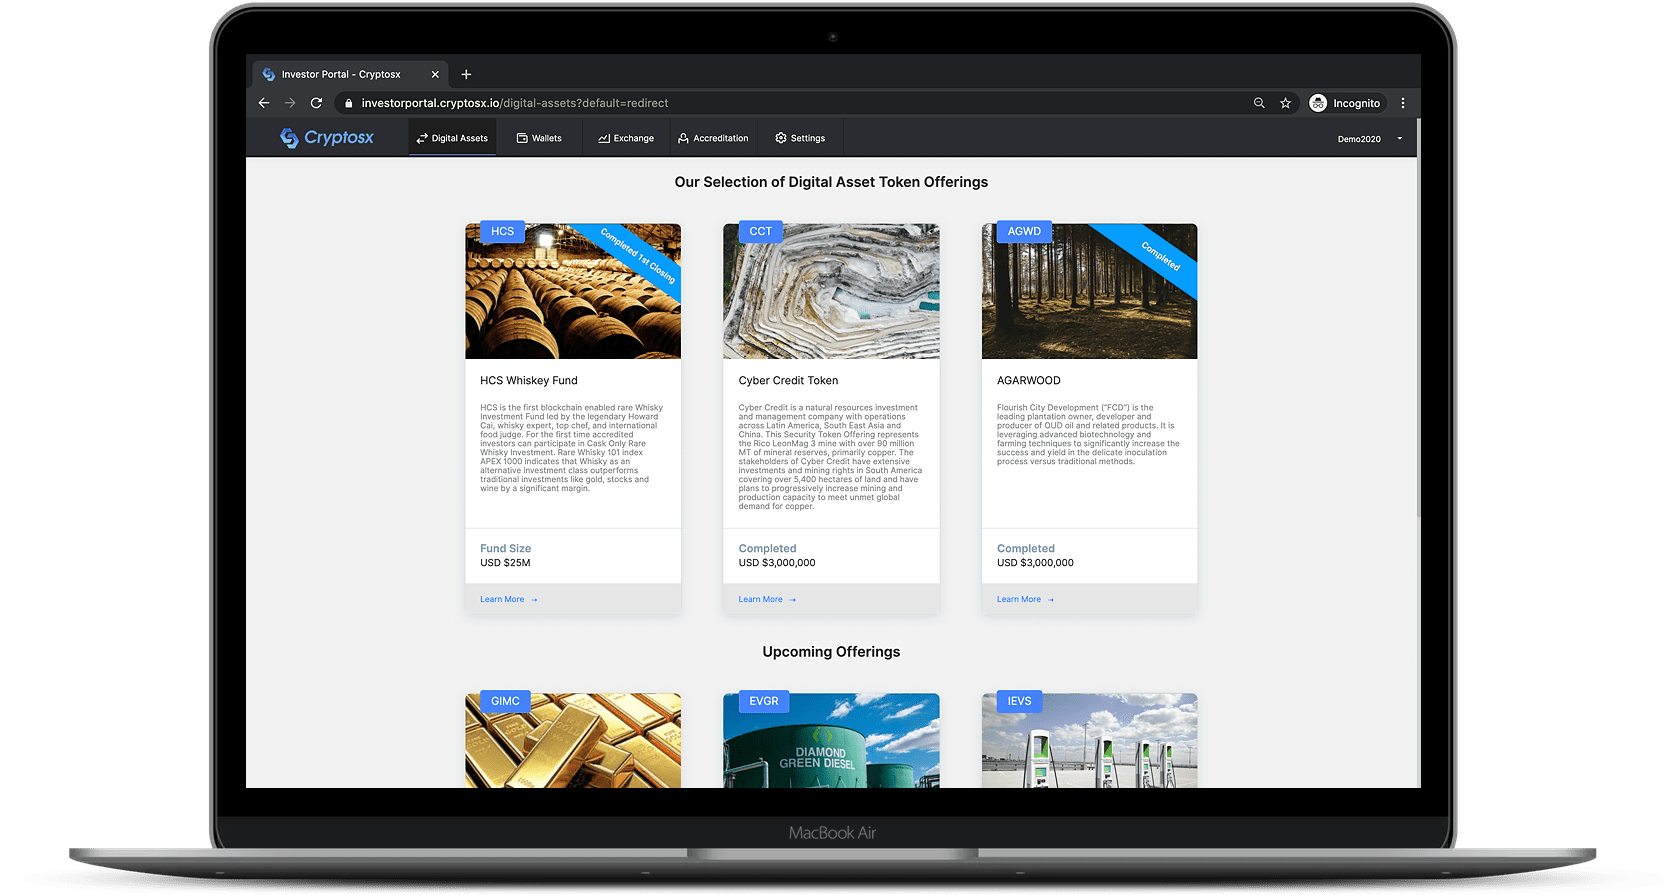 Investor Portal - Cryptosx
investorportal.cryptosx.io/digital-assets?default=redirect
Incognito
Cryptosx
Digital Assets
Wallets
Exchange
Accreditation
Settings
Demo2020
Our Selection of Digital Asset Token Offerings
HCS
Completed 1st Closing
HCS Whiskey Fund
HCS is the first blockchain enabled rare Whisky
Investment Fund led by the legendary Howard
Cai, whisky expert, top chef, and international
food judge. For the first time accredited
investors can participate in Cask Only Rare
Whisky Investment. Rare Whisky 101 index
APEX 1000 indicates that Whisky as an
alternative investment class outperforms
traditional investments like gold, stocks and
wine by a significant margin.
Fund Size
USD $25M
Learn More →
CCT
Cyber Credit Token
Cyber Credit is a natural resources investment
and management company with operations
across Latin America, South East Asia and
China. This Security Token Offering represents
the Rico LeonMag 3 mine with over 90 million
MT of mineral reserves, primarily copper. The
stakeholders of Cyber Credit have extensive
investments and mining rights in South America
covering over 5,400 hectares of land and have
plans to progressively increase mining and
production capacity to meet unmet global
demand for copper.
Completed
USD $3,000,000
Learn More →
AGWD
Completed
AGARWOOD
Flourish City Development ("FCD") is the
leading plantation owner, developer and
producer of OUD oil and related products. It is
leveraging advanced biotechnology and
farming techniques to significantly increase the
success and yield in the delicate inoculation
process versus traditional methods.
Completed
USD $3,000,000
Learn More →
Upcoming Offerings
GIMC
EVGR
DIAMOND
GREEN DIESEL
IEVS
MacBook Air